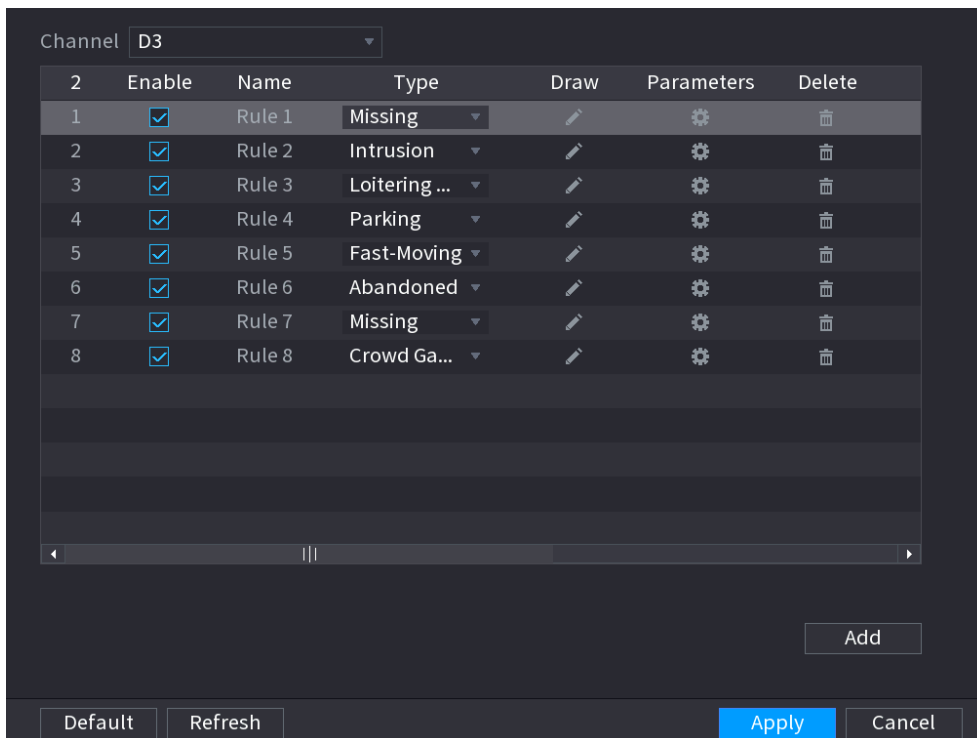 Channel D3
2 Enable Name Type Draw Parameters Delete
1 Rule 1 Missing
2 Rule 2 Intrusion
3 Rule 3 Loitering ...
4 Rule 4 Parking
5 Rule 5 Fast-Moving
6 Rule 6 Abandoned
7 Rule 7 Missing
8 Rule 8 Crowd Ga...
Add
Default Refresh Apply Cancel